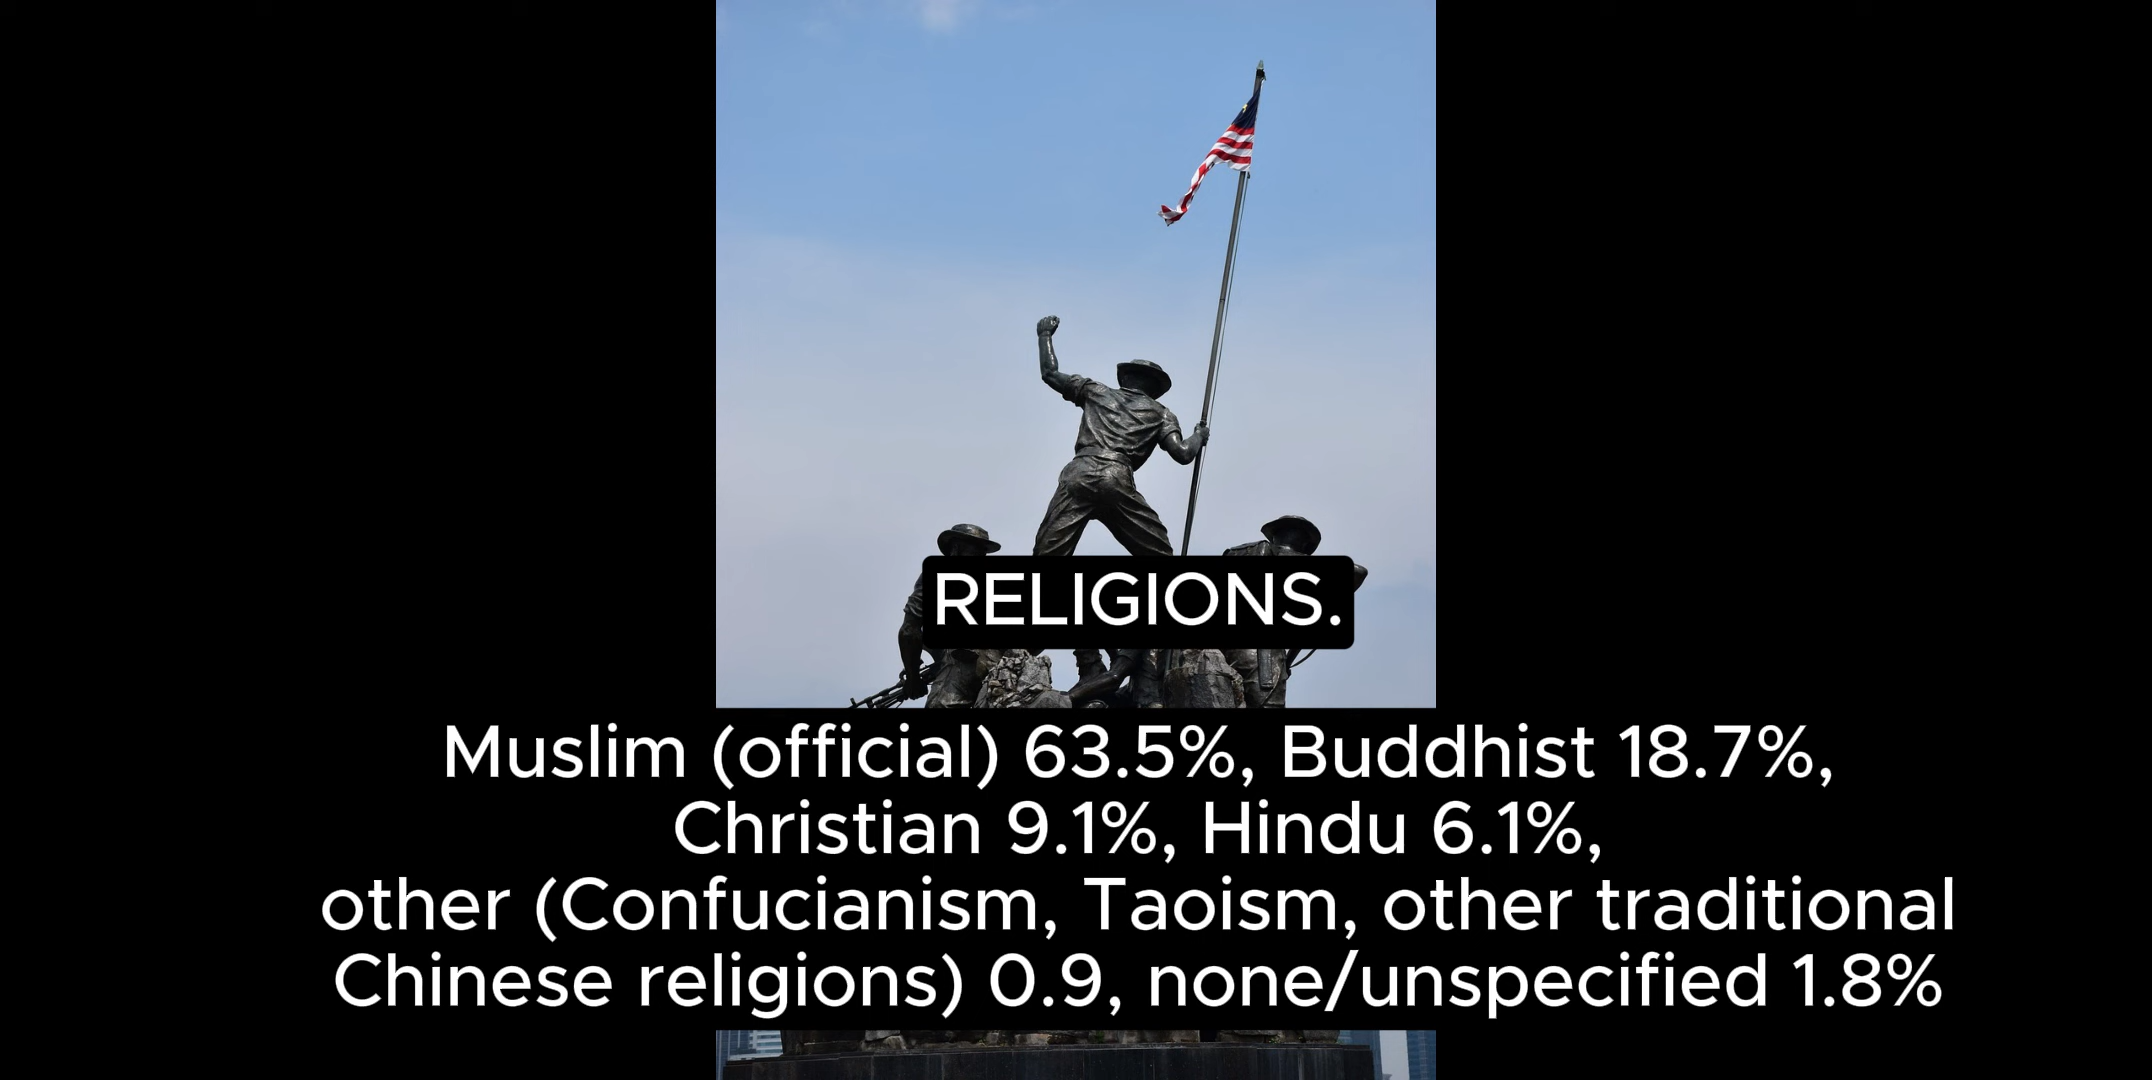 RELIGIONS.
Muslim (official) 63.5%, Buddhist 18.7%,
Christian 9.1%, Hindu 6.1%,
other (Confucianism, Taoism, other traditional
Chinese religions) 0.9, none/unspecified 1.8%